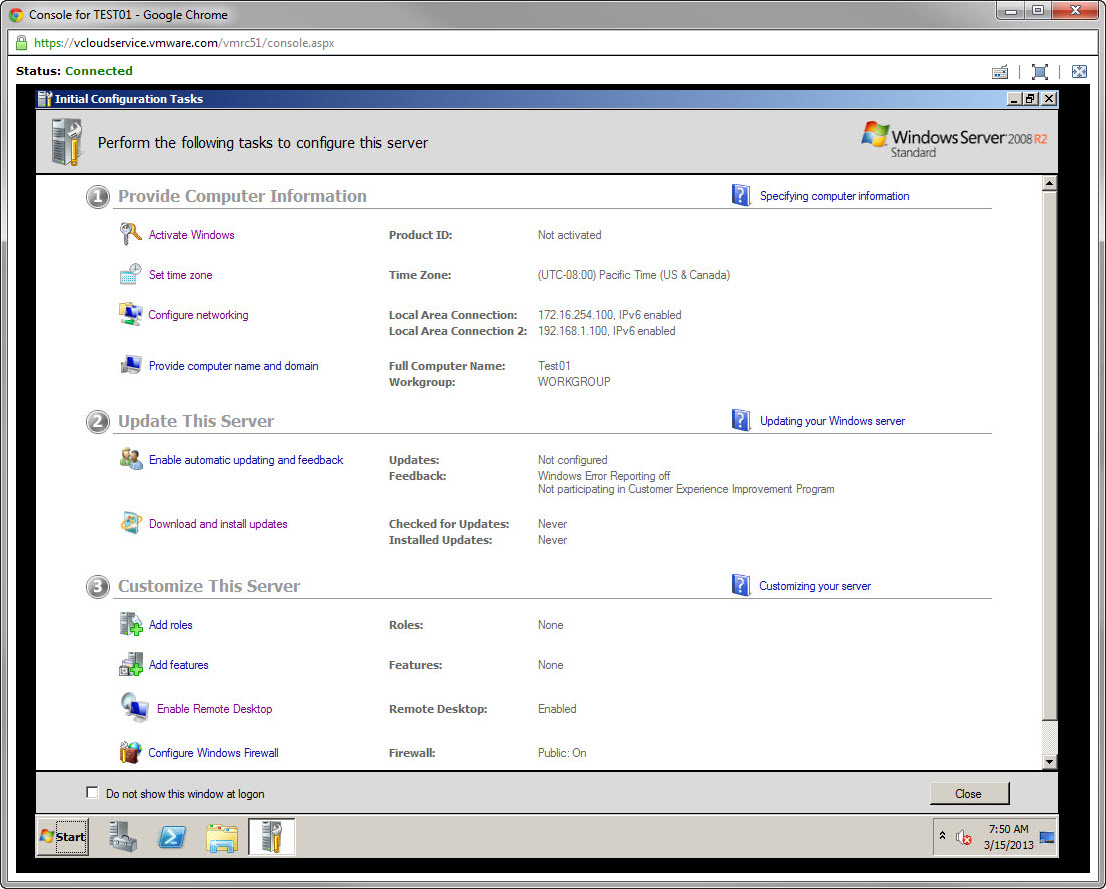 Console for TEST01 - Google Chrome
https://vcloudservice.vmware.com/vmrc51/console.aspx
Status: Connected
Initial Configuration Tasks
Perform the following tasks to configure this server
Windows Server 2008 R2
Standard
1 Provide Computer Information
Specifying computer information
Activate Windows Product ID: Not activated
Set time zone Time Zone: (UTC-08:00) Pacific Time (US & Canada)
Configure networking Local Area Connection: 172.16.254.100, IPv6 enabled
Local Area Connection 2: 192.168.1.100, IPv6 enabled
Provide computer name and domain Full Computer Name: Test01
Workgroup: WORKGROUP
2 Update This Server
Updating your Windows server
Enable automatic updating and feedback Updates: Not configured
Feedback: Windows Error Reporting off
Not participating in Customer Experience Improvement Program
Download and install updates Checked for Updates: Never
Installed Updates: Never
3 Customize This Server
Customizing your server
Add roles Roles: None
Add features Features: None
Enable Remote Desktop Remote Desktop: Enabled
Configure Windows Firewall Firewall: Public: On
Do not show this window at logon
Close
Start
7:50 AM
3/15/2013